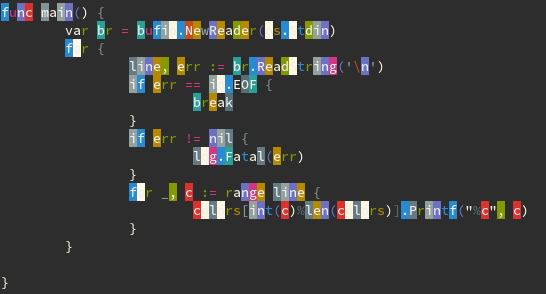 func main() {
var br = bufio.NewReader(os.Stdin)
for {
line, err := br.ReadString('\n')
if err == io.EOF {
break
}
if err != nil {
log.Fatal(err)
}
for _, c := range line {
colors[int(c)%len(colors)].Printf("%c", c)
}
}
}